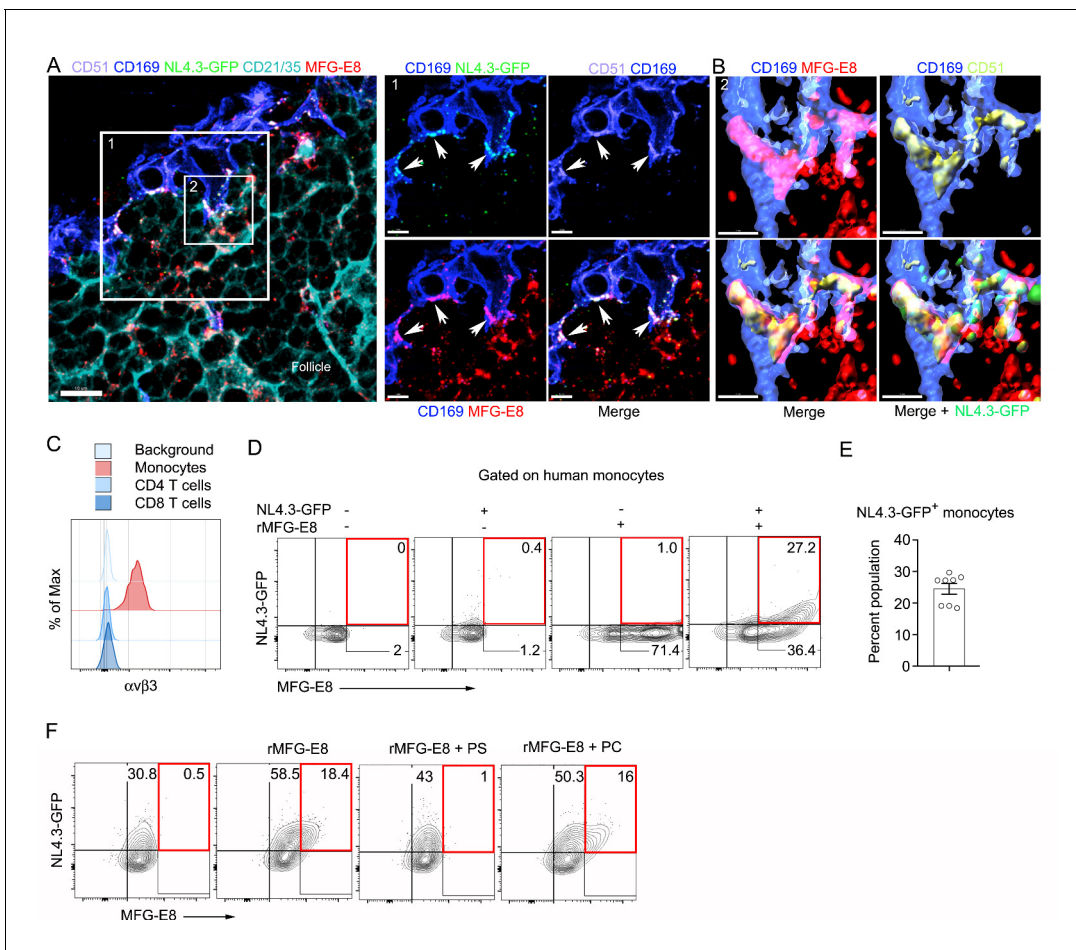 A
CD51 CD169 NL4.3-GFP CD21/35 MFG-E8
1
2
Follicle
CD169 NL4.3-GFP
CD51 CD169
1
CD169 MFG-E8
Merge
B
CD169 MFG-E8
CD169 CD51
2
Merge
Merge + NL4.3-GFP
C
Background
Monocytes
CD4 T cells
CD8 T cells
% of Max
αvβ3
D
Gated on human monocytes
NL4.3-GFP - + - +
rMFG-E8 - - + +
NL4.3-GFP
0
2
0.4
1.2
1.0
71.4
27.2
36.4
MFG-E8
E
NL4.3-GFP+ monocytes
Percent population
40
30
20
10
0
F
rMFG-E8
rMFG-E8 + PS
rMFG-E8 + PC
NL4.3-GFP
30.8 0.5
58.5 18.4
43 1
50.3 16
MFG-E8